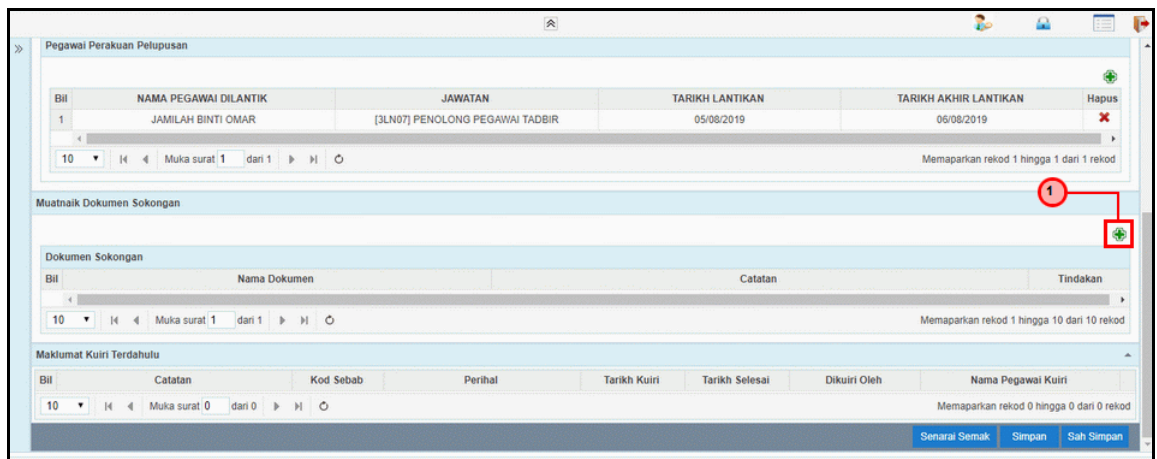 Pegawai Perakuan Pelupusan
Bil NAMA PEGAWAI DILANTIK JAWATAN TARIKH LANTIKAN TARIKH AKHIR LANTIKAN Hapus
1 JAMILAH BINTI OMAR [3LN07] PENOLONG PEGAWAI TADBIR 05/08/2019 06/08/2019
10 Muka surat 1 dari 1 Memaparkan rekod 1 hingga 1 dari 1 rekod
1
Muatnaik Dokumen Sokongan
Dokumen Sokongan
Bil Nama Dokumen Catatan Tindakan
10 Muka surat 1 dari 1 Memaparkan rekod 1 hingga 10 dari 10 rekod
Maklumat Kuiri Terdahulu
Bil Catatan Kod Sebab Perihal Tarikh Kuiri Tarikh Selesai Dikuiri Oleh Nama Pegawai Kuiri
10 Muka surat 0 dari 0 Memaparkan rekod 0 hingga 0 dari 0 rekod
Senarai Semak Simpan Sah Simpan